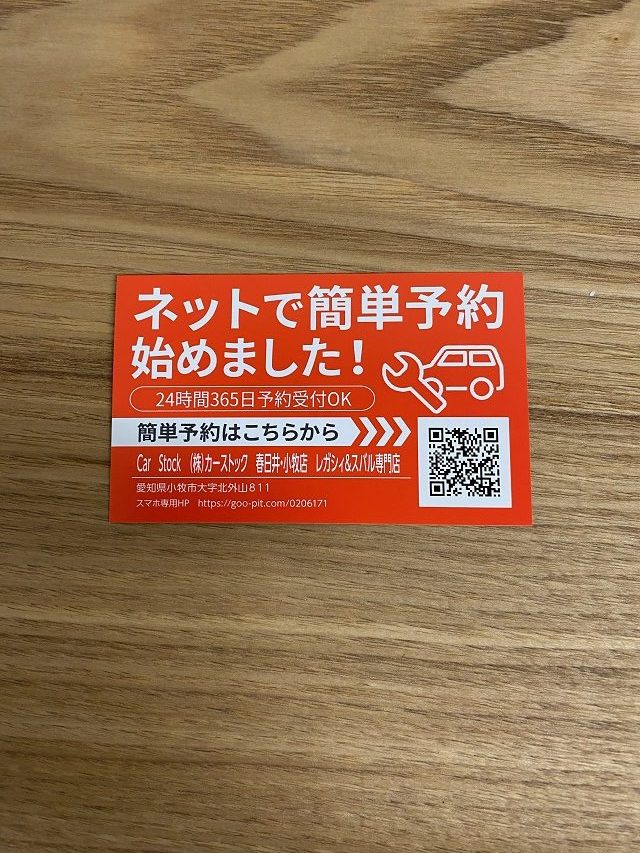 ネットで簡単予約
始めました!
24時間365日予約受付OK
簡単予約はこちらから
Car Stock (株)カーストック 春日井・小牧店 レガシィ&スバル専門店
愛知県小牧市大字北外山811
スマホ専用HP https://goo-pit.com/0206171